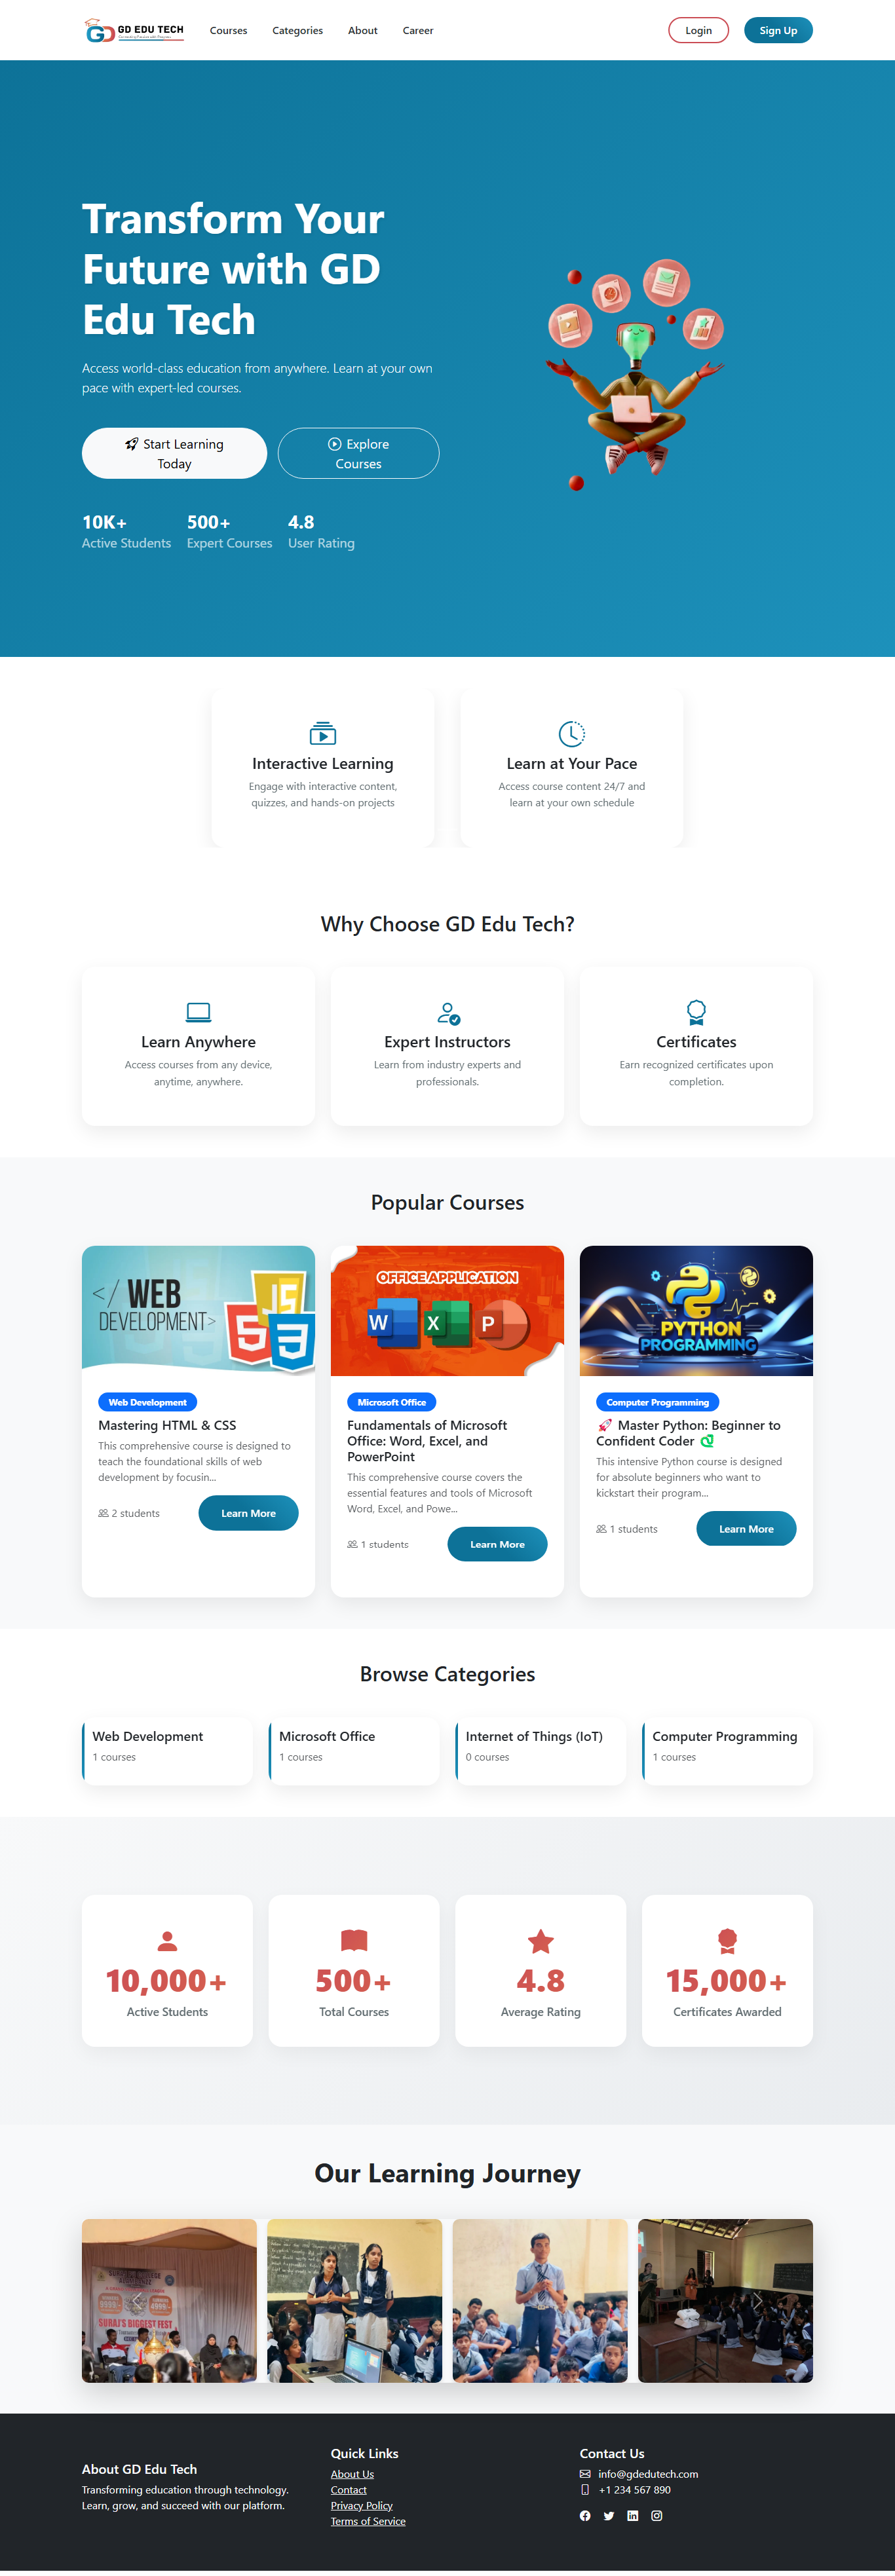 GD EDU TECH
Courses
Categories
About
Career
Login
Sign Up
Transform Your
Future with GD
Edu Tech
Access world-class education from anywhere. Learn at your own
pace with expert-led courses.
Start Learning
Today
Explore
Courses
10K+
Active Students
500+
Expert Courses
4.8
User Rating
Interactive Learning
Engage with interactive content,
quizzes, and hands-on projects
Learn at Your Pace
Access course content 24/7 and
learn at your own schedule
Why Choose GD Edu Tech?
Learn Anywhere
Access courses from any device,
anytime, anywhere.
Expert Instructors
Learn from industry experts and
professionals.
Certificates
Earn recognized certificates upon
completion.
Popular Courses
</ WEB
DEVELOPMENT>
JS
5
3
Web Development
Mastering HTML & CSS
This comprehensive course is designed to
teach the foundational skills of web
development by focusin...
2 students
Learn More
OFFICE APPLICATION
W
X
P
Microsoft Office
Fundamentals of Microsoft
Office: Word, Excel, and
PowerPoint
This comprehensive course covers the
essential features and tools of Microsoft
Word, Excel, and Powe...
1 students
Learn More
PYTHON
PROGRAMMING
Computer Programming
🚀 Master Python: Beginner to
Confident Coder
This intensive Python course is designed
for absolute beginners who want to
kickstart their program...
1 students
Learn More
Browse Categories
Web Development
1 courses
Microsoft Office
1 courses
Internet of Things (IoT)
0 courses
Computer Programming
1 courses
10,000+
Active Students
500+
Total Courses
4.8
Average Rating
15,000+
Certificates Awarded
Our Learning Journey
SURAJ'S BIGGEST FEST
About GD Edu Tech
Transforming education through technology.
Learn, grow, and succeed with our platform.
Quick Links
About Us
Contact
Privacy Policy
Terms of Service
Contact Us
info@gdedutech.com
+1 234 567 890